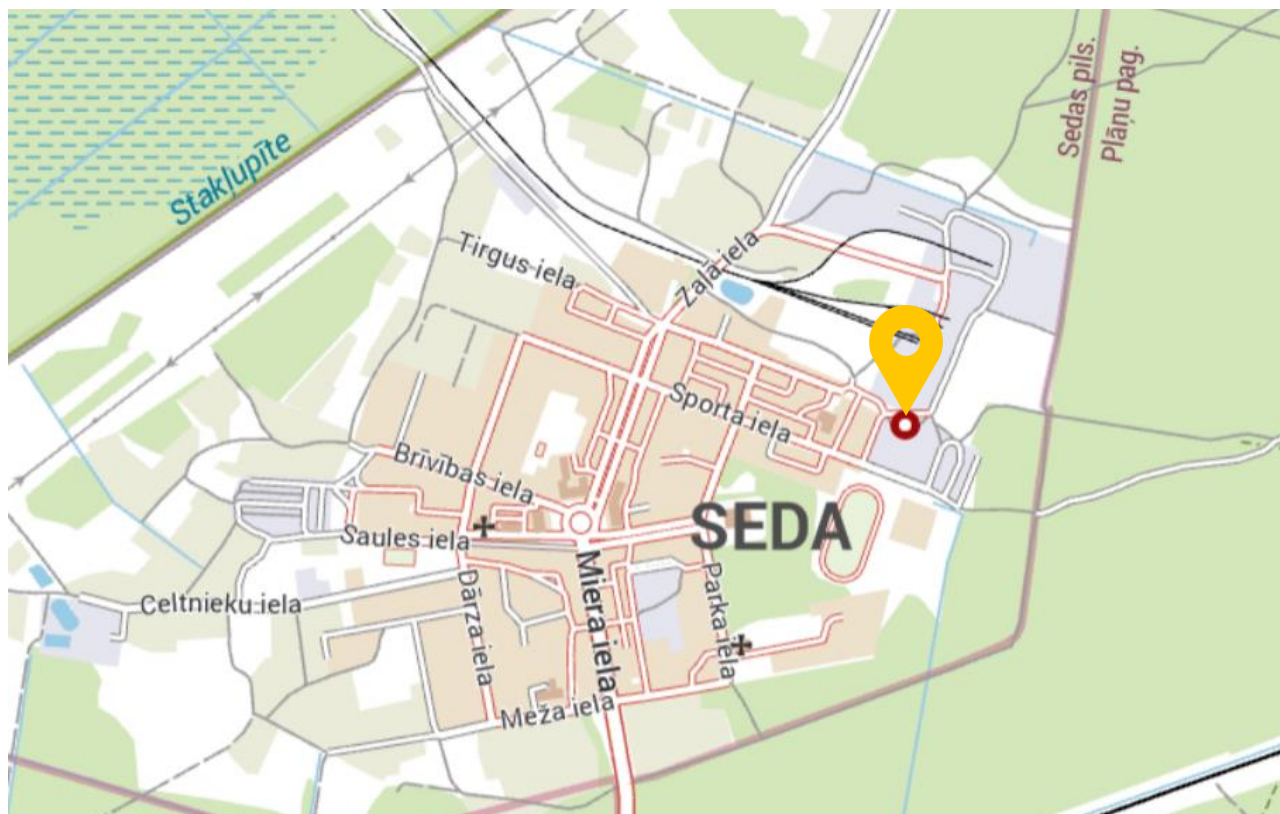 Sedas pils.
Plāņu pag.
Stakļupīte
Tirgus iela
Zaļā iela
Sporta iela
Brīvības iela
SEDA
Saules iela
Miera iela
Parka iela
Dārza iela
Celtnieku iela
Meža iela